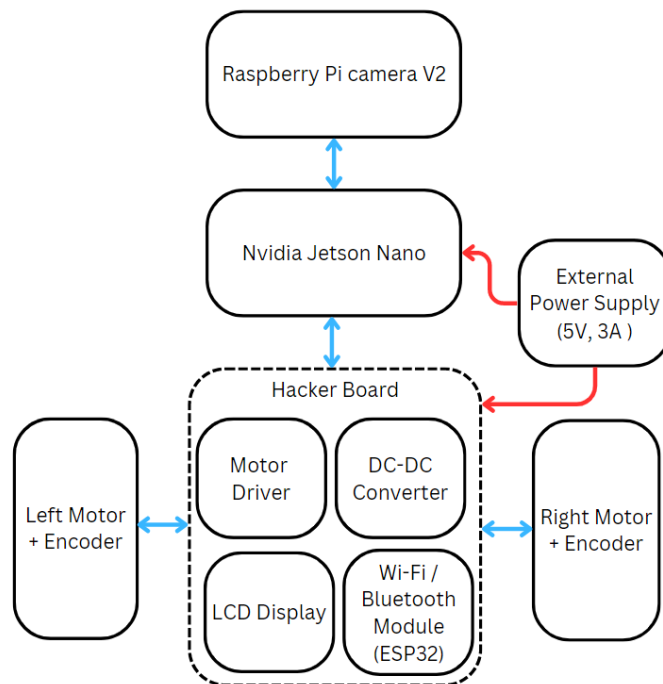 Raspberry Pi camera V2
Nvidia Jetson Nano
External
Power Supply
(5V, 3A )
Hacker Board
Motor
Driver
DC-DC
Converter
Left Motor
+ Encoder
Right Motor
+ Encoder
LCD Display
Wi-Fi /
Bluetooth
Module
(ESP32)